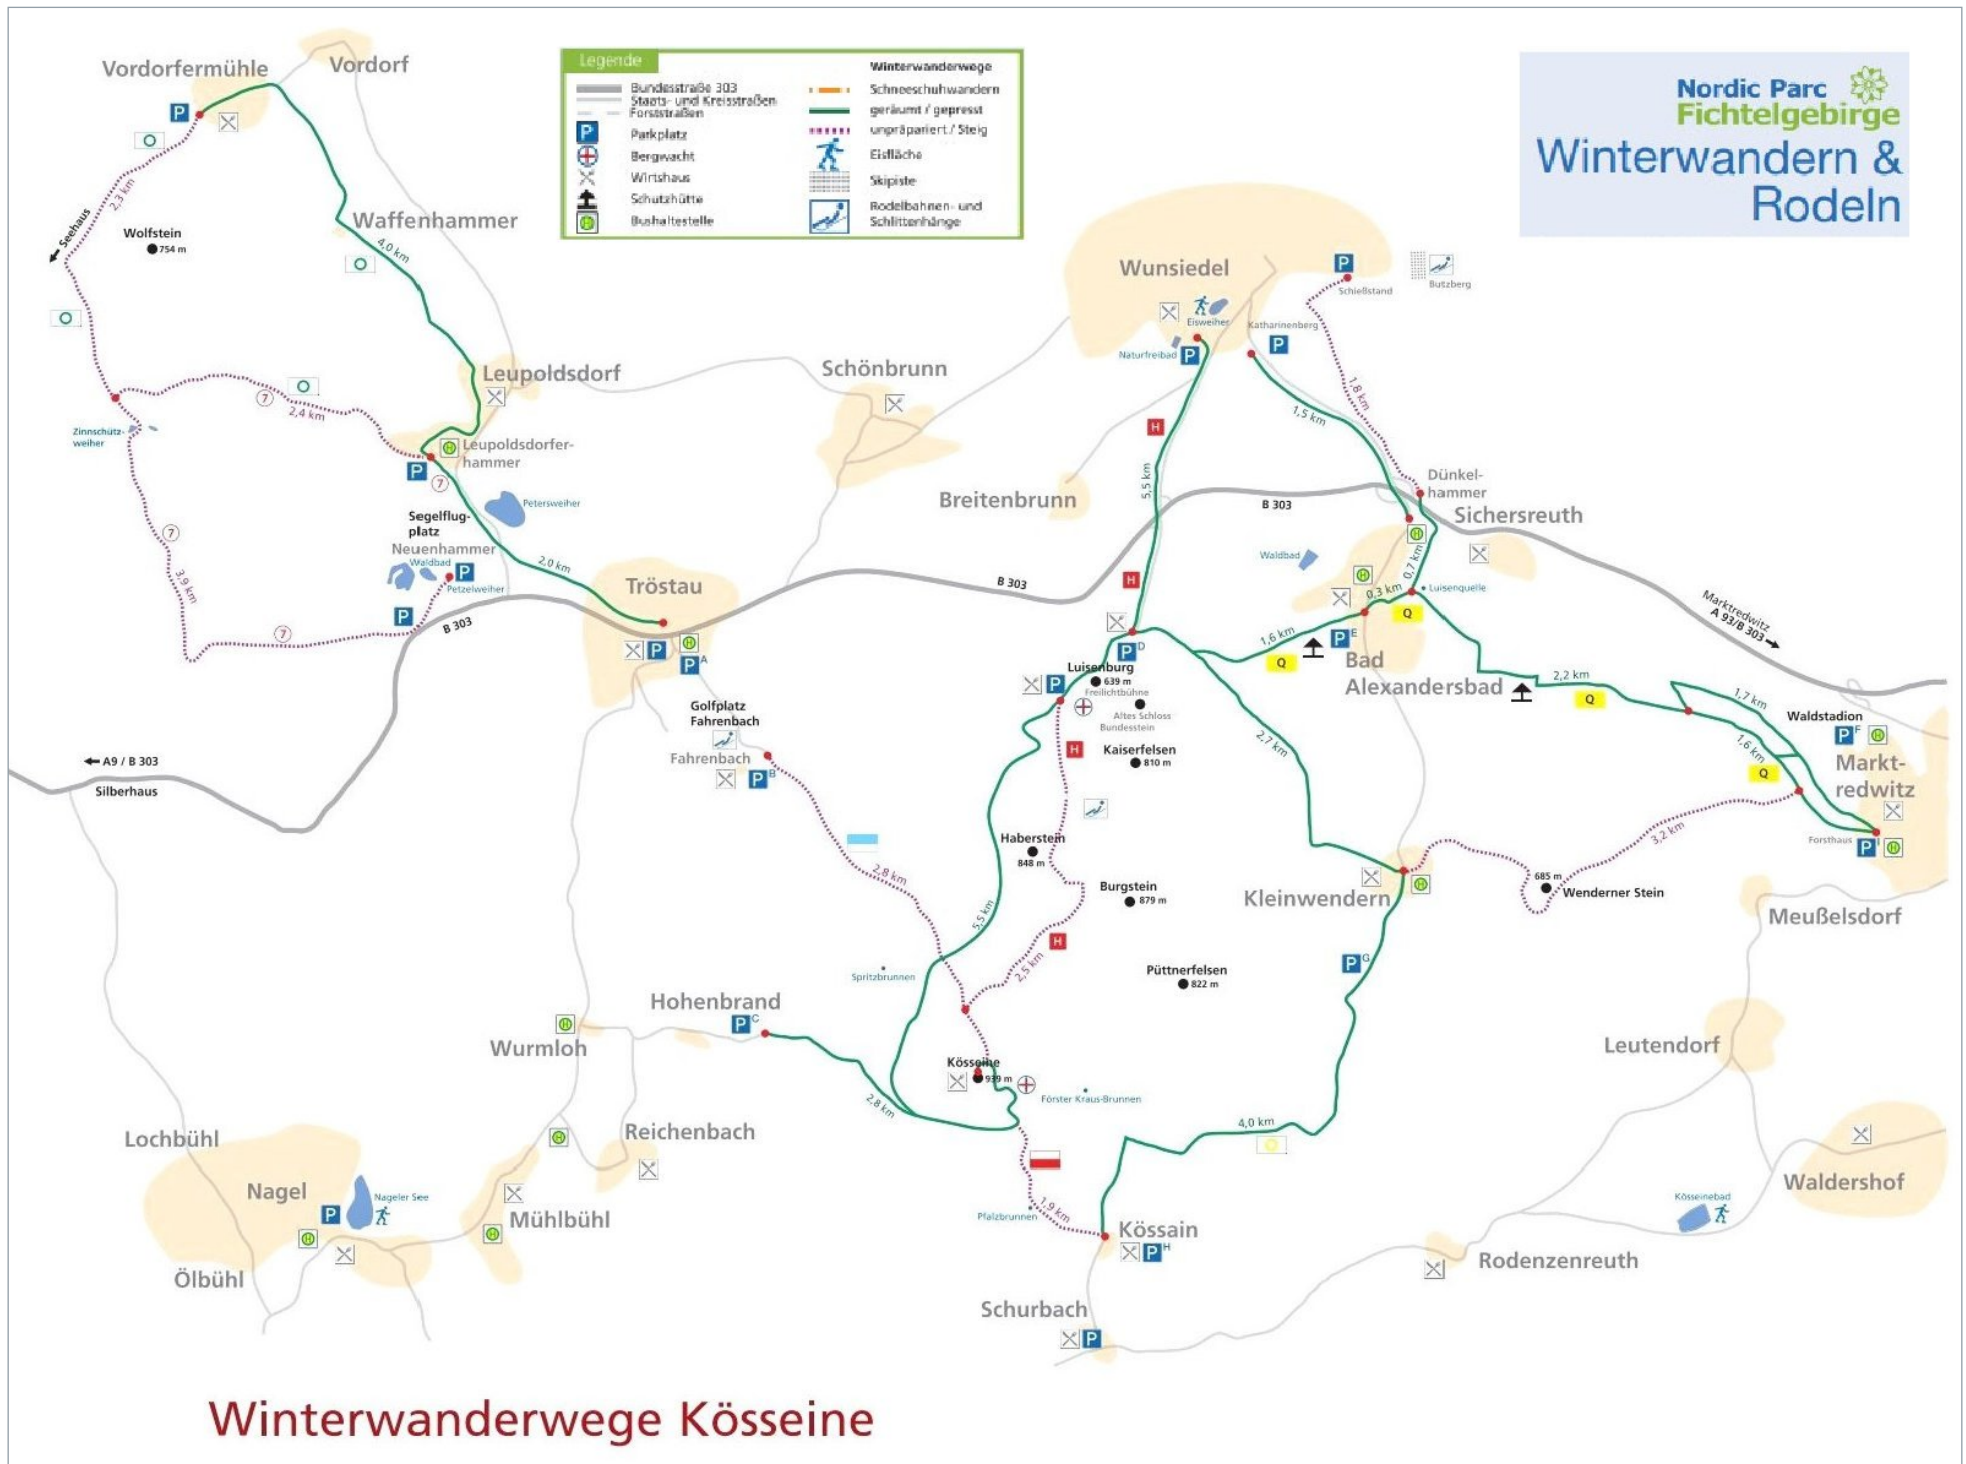 Vordorfermühle
Vordorf
P
2,3 km
Seehaus
Wolfstein
754 m
Waffenhammer
4,0 km
Legende
Bundesstraße 303
Staats- und Kreisstraßen
Forststraßen
P Parkplatz
Bergwacht
Wirtshaus
Schutzhütte
H Bushaltestelle
Winterwanderwege
Schneeschuhwandern
geräumt / gepresst
unpräpariert / Steig
Eisfläche
Skipiste
Rodelbahnen- und
Schlittenhänge
Nordic Parc
Fichtelgebirge
Winterwandern &
Rodeln
Wunsiedel
P
Schießstand
Butzberg
Eisweiher
Katharinenberg
P
Naturfreibad
P
1,8 km
1,5 km
H
5,5 km
Leupoldsdorf
Schönbrunn
7
2,4 km
Zinnschütz-
weiher
H
Leupoldsdorfer-
hammer
P
7
Petersweiher
Segelflug-
platz
Neuenhammer
Waldbad
P
Petzelweiher
P
7
3,9 km
7
B 303
2,0 km
Tröstau
P
H
P A
B 303
Breitenbrunn
B 303
H
Dünkel-
hammer
Sichersreuth
H
Waldbad
H
0,7 km
0,3 km
Luisenquelle
Q
1,6 km
Q
P E
Bad
Alexandersbad
Marktredwitz
A 93/B 303
2,2 km
Q
1,7 km
1,6 km
Q
Waldstadion
P F
H
Markt-
redwitz
Forsthaus
P I
H
P D
Luisenburg
639 m
P
Freilichtbühne
Altes Schloss
Bundesstein
H
Kaiserfelsen
810 m
2,7 km
Golfplatz
Fahrenbach
Fahrenbach
P B
A9 / B 303
Silberhaus
2,8 km
Haberstein
848 m
Burgstein
879 m
5,5 km
H
2,5 km
Kleinwendern
H
3,2 km
685 m
Wenderner Stein
Meußelsdorf
P G
Püttnerfelsen
822 m
Spritzbrunnen
Hohenbrand
P C
H
Wurmloh
Leutendorf
Kösseine
939 m
2,8 km
Förster Kraus-Brunnen
4,0 km
Lochbühl
H
Reichenbach
Nagel
P
Nageler See
H
H
Mühlbühl
Ölbühl
Pfalzbrunnen
1,9 km
Kössain
P H
Schurbach
P
Waldershof
Kösseinebad
Rodenzenreuth
Winterwanderwege Kösseine